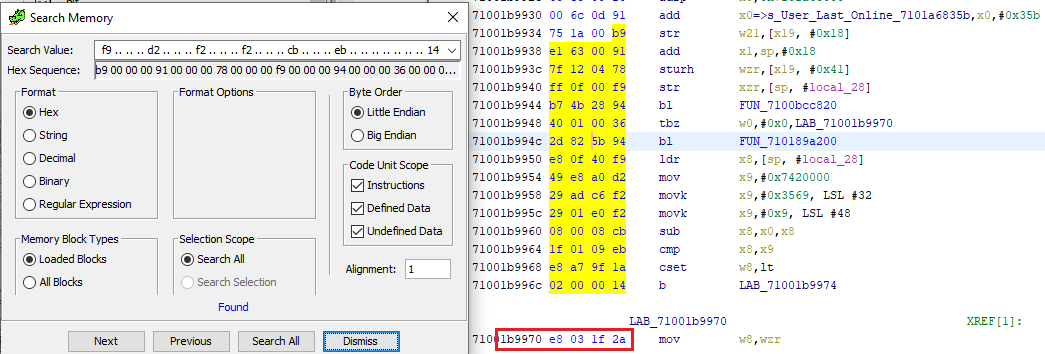 Search Memory
Search Value: f9 .. .. .. d2 .. .. .. f2 .. .. .. f2 .. .. .. cb .. .. .. eb .. .. .. .. .. .. .. 14
Hex Sequence: b9 00 00 00 91 00 00 00 78 00 00 00 f9 00 00 00 94 00 00 00 36 00 00 0...
Format
Hex
String
Decimal
Binary
Regular Expression
Format Options
Byte Order
Little Endian
Big Endian
Code Unit Scope
Instructions
Defined Data
Undefined Data
Memory Block Types
Loaded Blocks
All Blocks
Selection Scope
Search All
Search Selection
Alignment: 1
Found
Next Previous Search All Dismiss
71001b9930 00 6c 0d 91 add x0=>s_User_Last_Online_7101a6835b,x0,#0x35b
71001b9934 75 1a 00 b9 str w21,[x19, #0x18]
71001b9938 e1 63 00 91 add x1,sp,#0x18
71001b993c 7f 12 04 78 sturh wzr,[x19, #0x41]
71001b9940 ff 0f 00 f9 str xzr,[sp, #local_28]
71001b9944 b7 4b 28 94 bl FUN_7100bcc820
71001b9948 40 01 00 36 tbz w0,#0x0,LAB_71001b9970
71001b994c 2d 82 5b 94 bl FUN_710189a200
71001b9950 e8 0f 40 f9 ldr x8,[sp, #local_28]
71001b9954 49 e8 a0 d2 mov x9,#0x7420000
71001b9958 29 ad c6 f2 movk x9,#0x3569, LSL #32
71001b995c 29 01 e0 f2 movk x9,#0x9, LSL #48
71001b9960 08 00 08 cb sub x8,x0,x8
71001b9964 1f 01 09 eb cmp x8,x9
71001b9968 e8 a7 9f 1a cset w8,lt
71001b996c 02 00 00 14 b LAB_71001b9974
LAB_71001b9970 XREF[1]:
71001b9970 e8 03 1f 2a mov w8,wzr